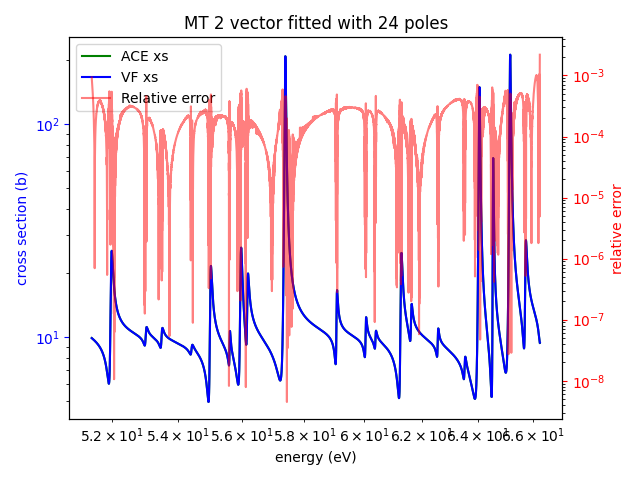 MT 2 vector fitted with 24 poles
ACE xs
VF xs
Relative error
10²
10¹
10⁻³
10⁻⁴
10⁻⁵
10⁻⁶
10⁻⁷
10⁻⁸
cross section (b)
relative error
5.2 × 10¹ 5.4 × 10¹ 5.6 × 10¹ 5.8 × 10¹ 6 × 10¹ 6.2 × 10¹ 6.4 × 10¹ 6.6 × 10¹
energy (eV)